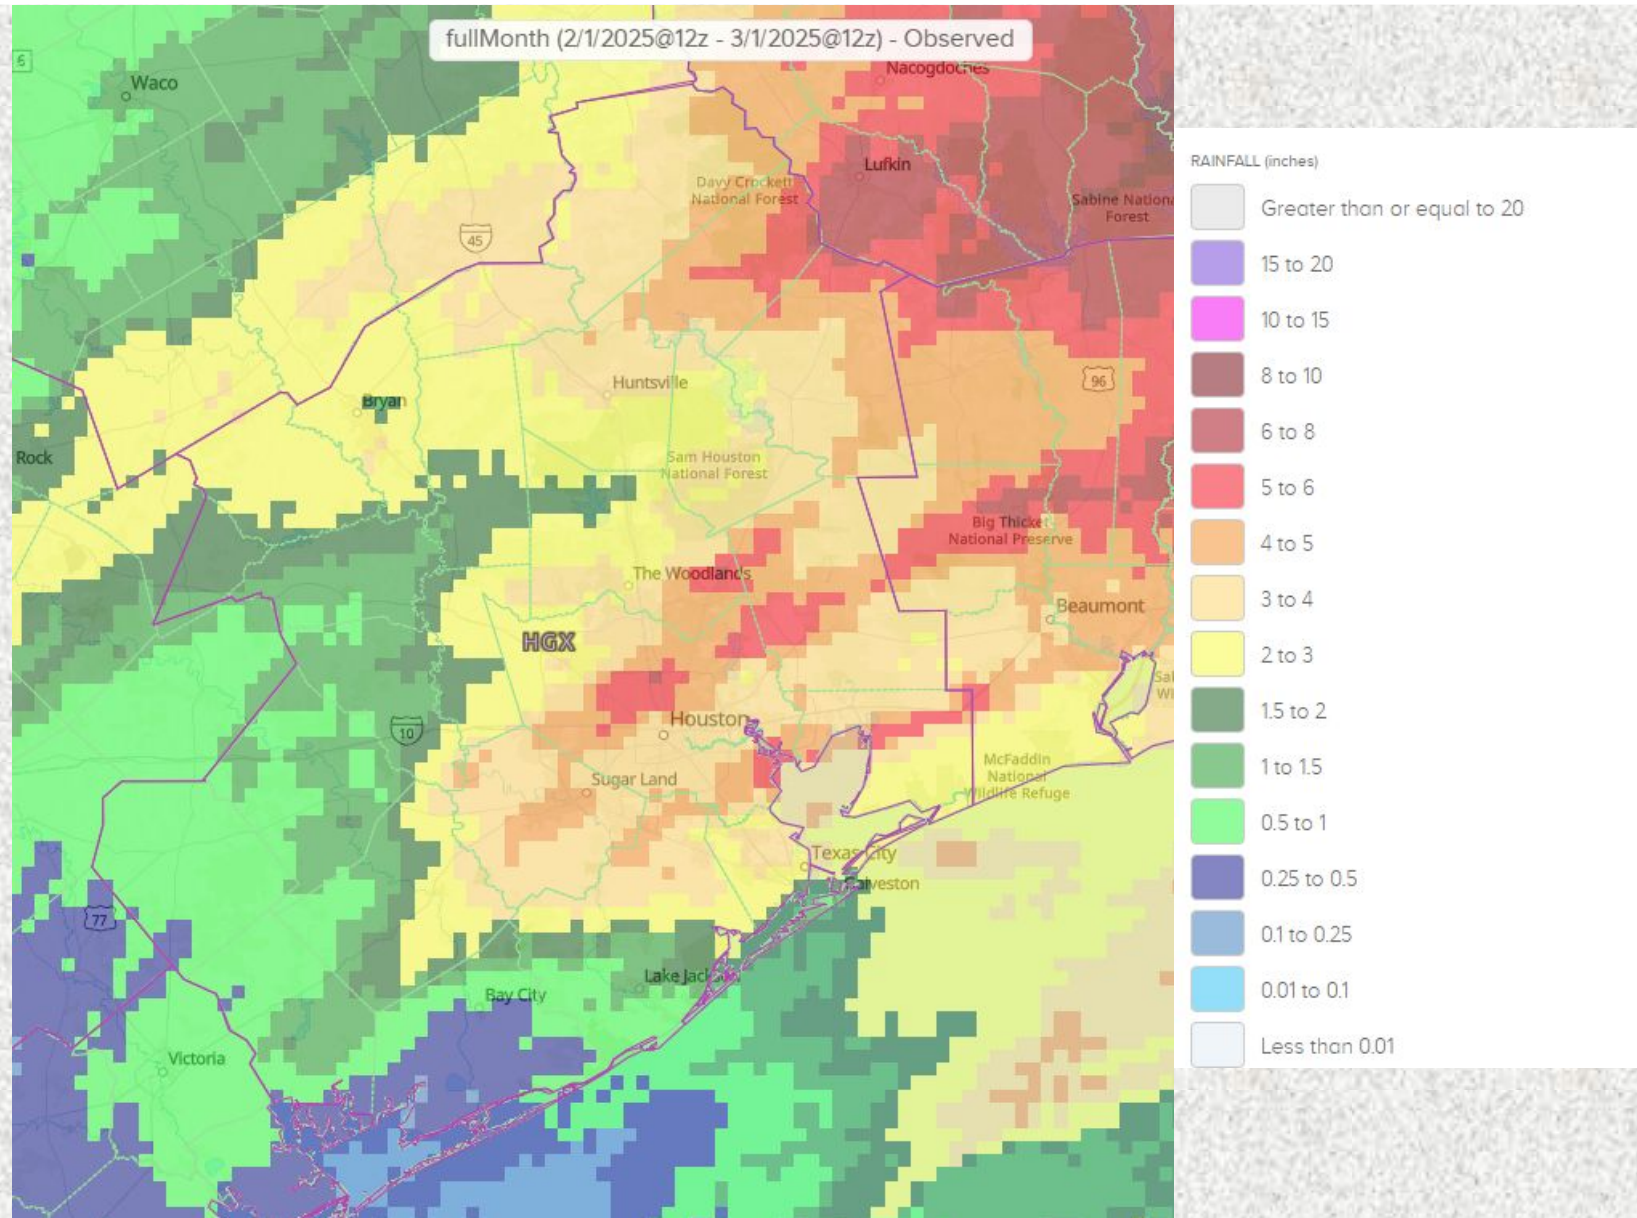 fullMonth (2/1/2025@12z - 3/1/2025@12z) - Observed
6
Waco
Nacogdoches
Lufkin
Davy Crockett
National Forest
Sabine Nationa
Forest
45
96
Huntsville
Bryan
Rock
Sam Houston
National Forest
Big Thicket
National Preserve
The Woodlands
Beaumont
HGX
Sa
Wi
Houston
10
McFaddin
National
Wildlife Refuge
Sugar Land
Texas City
Galveston
77
Lake Jackson
Bay City
Victoria
RAINFALL (inches)
Greater than or equal to 20
15 to 20
10 to 15
8 to 10
6 to 8
5 to 6
4 to 5
3 to 4
2 to 3
1.5 to 2
1 to 1.5
0.5 to 1
0.25 to 0.5
0.1 to 0.25
0.01 to 0.1
Less than 0.01